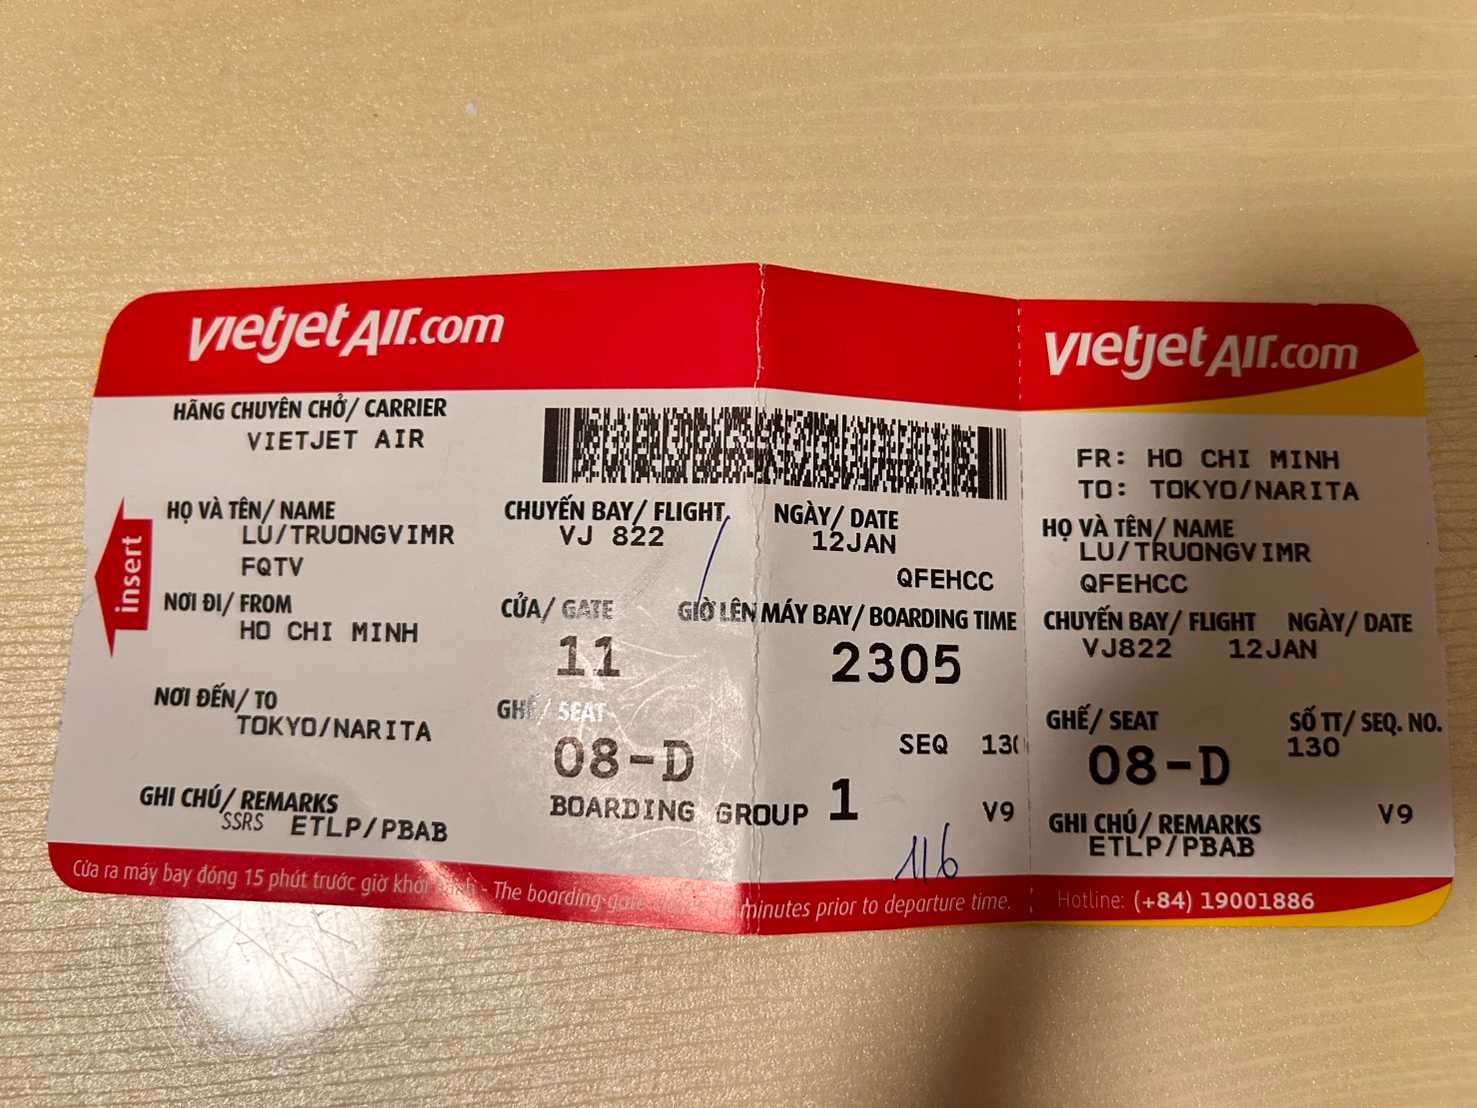 vietjetAir.com
HÃNG CHUYÊN CHỞ/ CARRIER
VIETJET AIR
HỌ VÀ TÊN/ NAME
LU/TRUONGVIMR
FQTV
NƠI ĐI/ FROM
HO CHI MINH
NƠI ĐẾN/ TO
TOKYO/NARITA
GHI CHÚ/ REMARKS
SSRS ETLP/PBAB
insert
CHUYẾN BAY/ FLIGHT
VJ 822
NGÀY/ DATE
12JAN
QFEHCC
CỬA/ GATE
11
GIỜ LÊN MÁY BAY/ BOARDING TIME
2305
GHẾ/ SEAT
08-D
SEQ 130
BOARDING GROUP 1
V9
116
Cửa ra máy bay đóng 15 phút trước giờ khởi - The boarding gate minutes prior to departure time.
vietjetAir.com
FR: HO CHI MINH
TO: TOKYO/NARITA
HỌ VÀ TÊN/ NAME
LU/TRUONGVIMR
QFEHCC
CHUYẾN BAY/ FLIGHT NGÀY/ DATE
VJ822 12JAN
GHẾ/ SEAT SỐ TT/ SEQ. NO.
08-D 130
V9
GHI CHÚ/ REMARKS
ETLP/PBAB
Hotline: (+84) 19001886